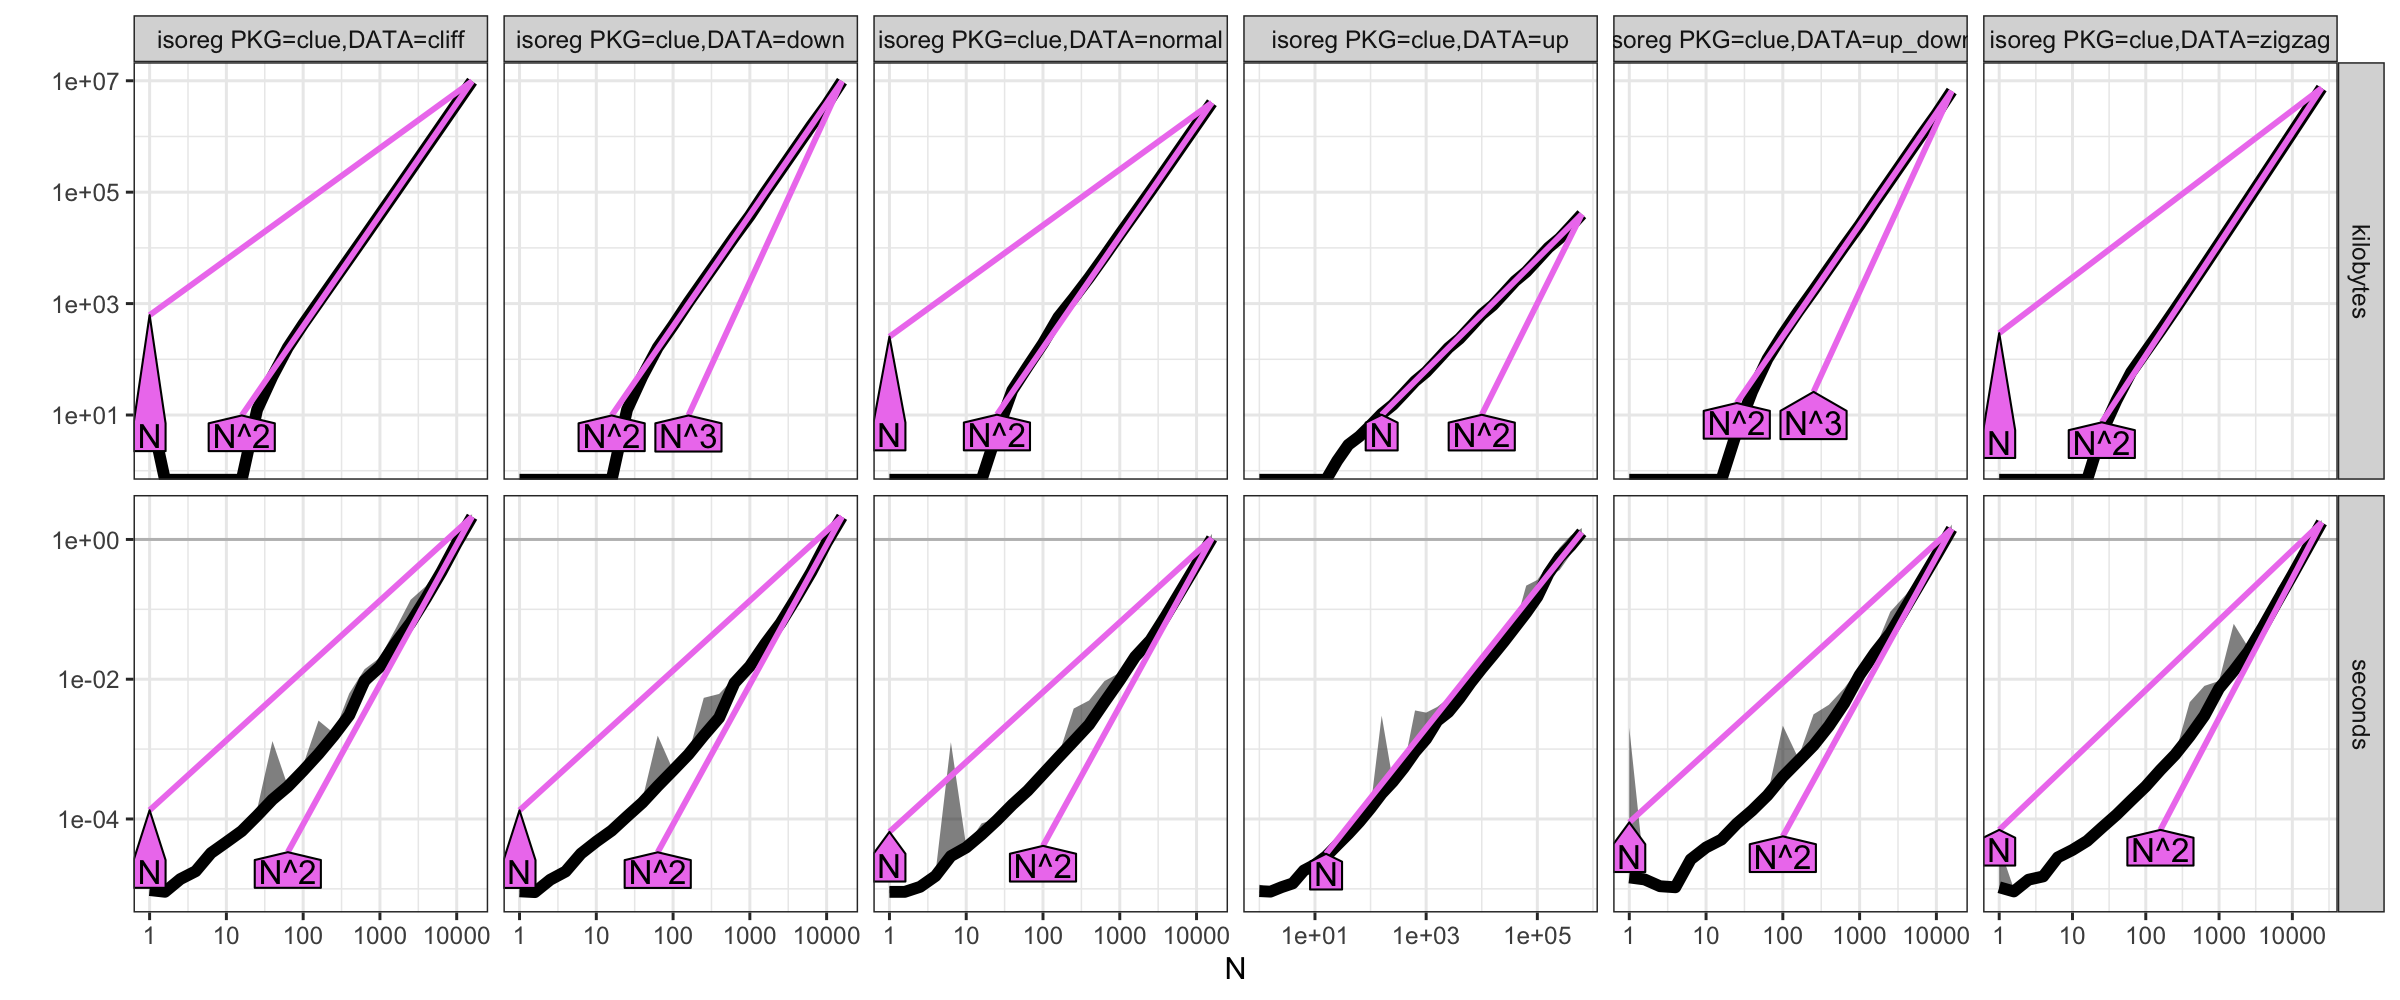 isoreg PKG=clue,DATA=cliff
isoreg PKG=clue,DATA=down
isoreg PKG=clue,DATA=normal
isoreg PKG=clue,DATA=up
soreg PKG=clue,DATA=up_dow
isoreg PKG=clue,DATA=zigzag
1e+07
1e+05
1e+03
1e+01
N
N^2
N^2
N^3
N
N^2
N
N^2
N^2
N^3
N
N^2
kilobytes
1e+00
1e-02
1e-04
N
N^2
N
N^2
N
N^2
N
N
N^2
N
N^2
seconds
1 10 100 1000 10000
1 10 100 1000 10000
1 10 100 1000 10000
1e+01 1e+03 1e+05
1 10 100 1000 10000
1 10 100 1000 10000
N